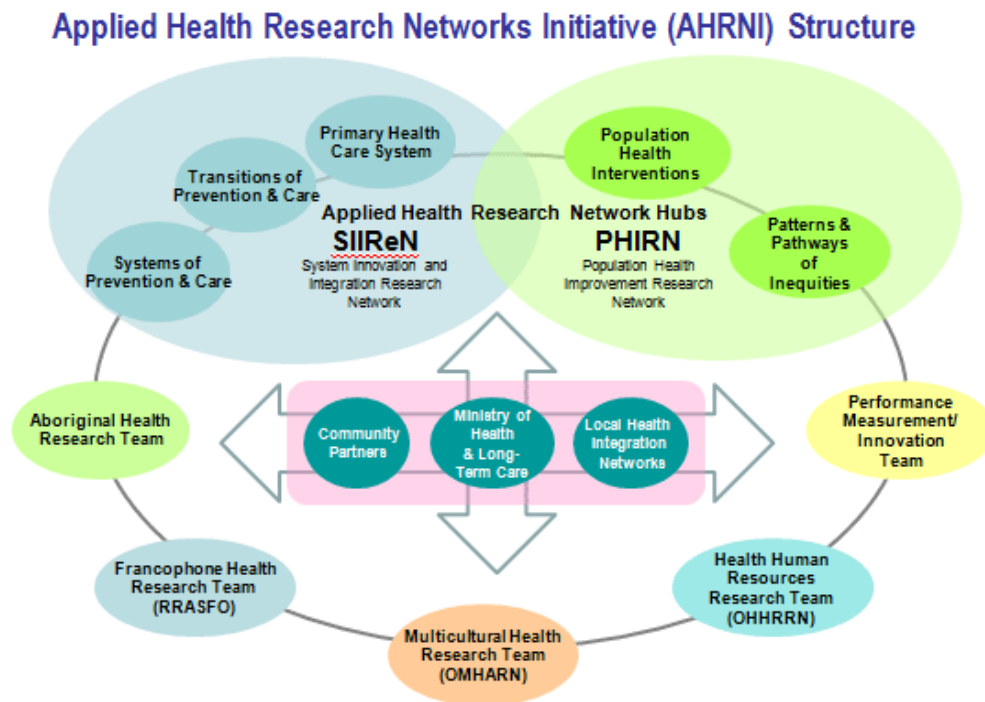 Applied Health Research Networks Initiative (AHRNI) Structure
Primary Health
Care System
Transitions of
Prevention & Care
Systems of
Prevention & Care
Population
Health
Interventions
Patterns &
Pathways
of
Inequities
Applied Health Research Network Hubs
SIIReN
System Innovation and
Integration Research
Network
PHIRN
Population Health
Improvement Research
Network
Aboriginal Health
Research Team
Community
Partners
Ministry of
Health
& Long-
Term Care
Local Health
Integration
Networks
Performance
Measurement/
Innovation
Team
Francophone Health
Research Team
(RRASFO)
Multicultural Health
Research Team
(OMHARN)
Health Human
Resources
Research Team
(OHHRRN)